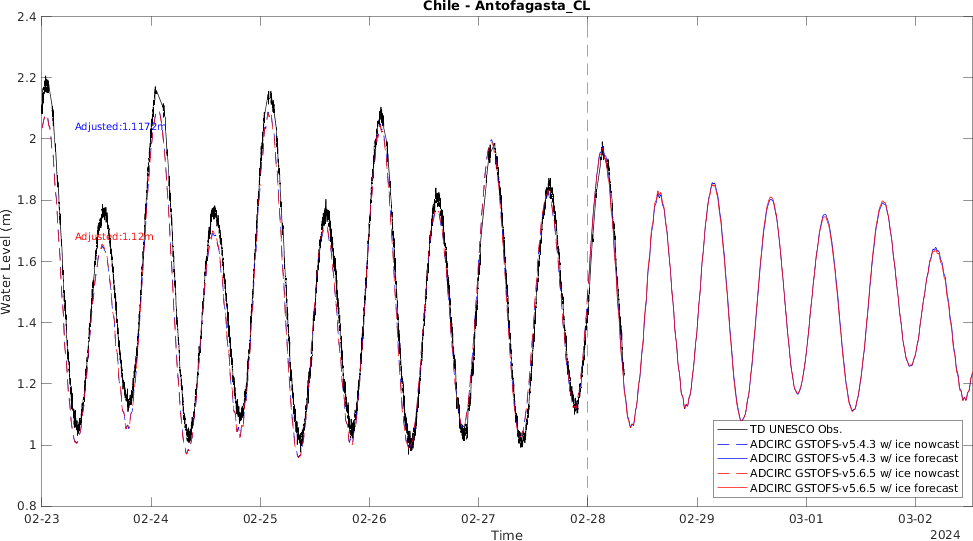 Chile - Antofagasta_CL
2.4
2.2
2
1.8
1.6
1.4
1.2
1
0.8
Water Level (m)
Adjusted:1.1172m
Adjusted:1.12m
TD UNESCO Obs.
ADCIRC GSTOFS-v5.4.3 w/ ice nowcast
ADCIRC GSTOFS-v5.4.3 w/ ice forecast
ADCIRC GSTOFS-v5.6.5 w/ ice nowcast
ADCIRC GSTOFS-v5.6.5 w/ ice forecast
02-23 02-24 02-25 02-26 02-27 02-28 02-29 03-01 03-02
Time
2024